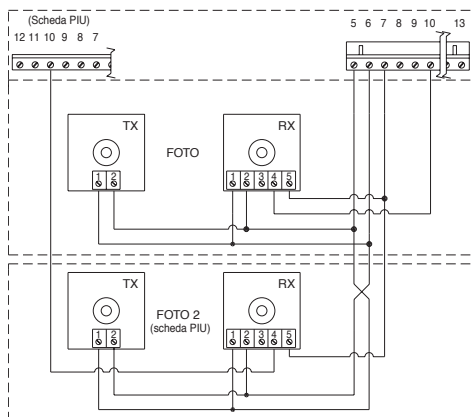 (Scheda PIU)
12 11 10 9 8 7
5 6 7 8 9 10 13
TX
RX
FOTO
1 2
1 2 3 4 5
TX
RX
FOTO 2
(scheda PIU)
1 2
1 2 3 4 5